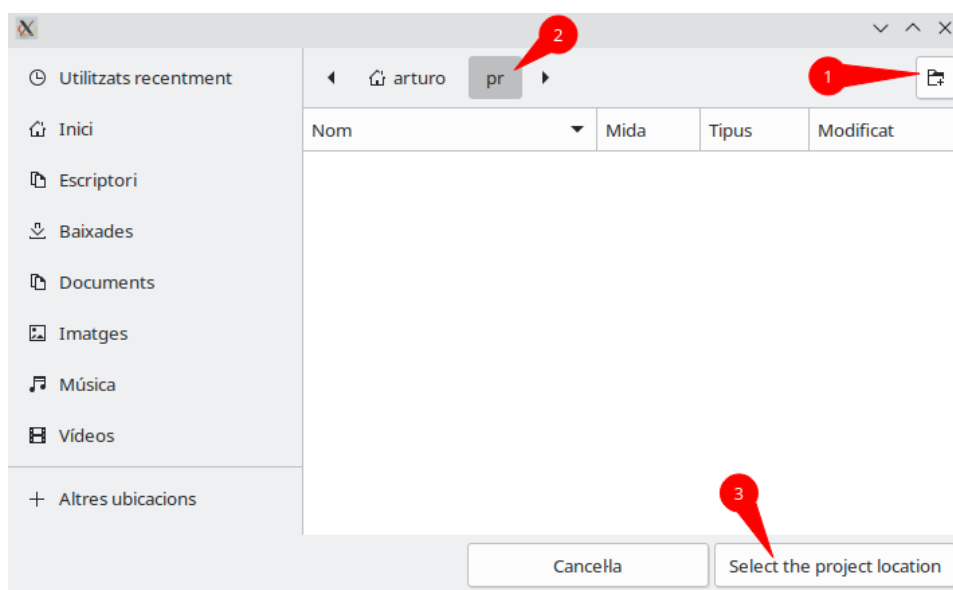 2
Utilitzats recentment
arturo
pr
1
Inici
Nom
Mida
Tipus
Modificat
Escriptori
Baixades
Documents
Imatges
Música
Vídeos
Altres ubicacions
3
Cancel·la
Select the project location